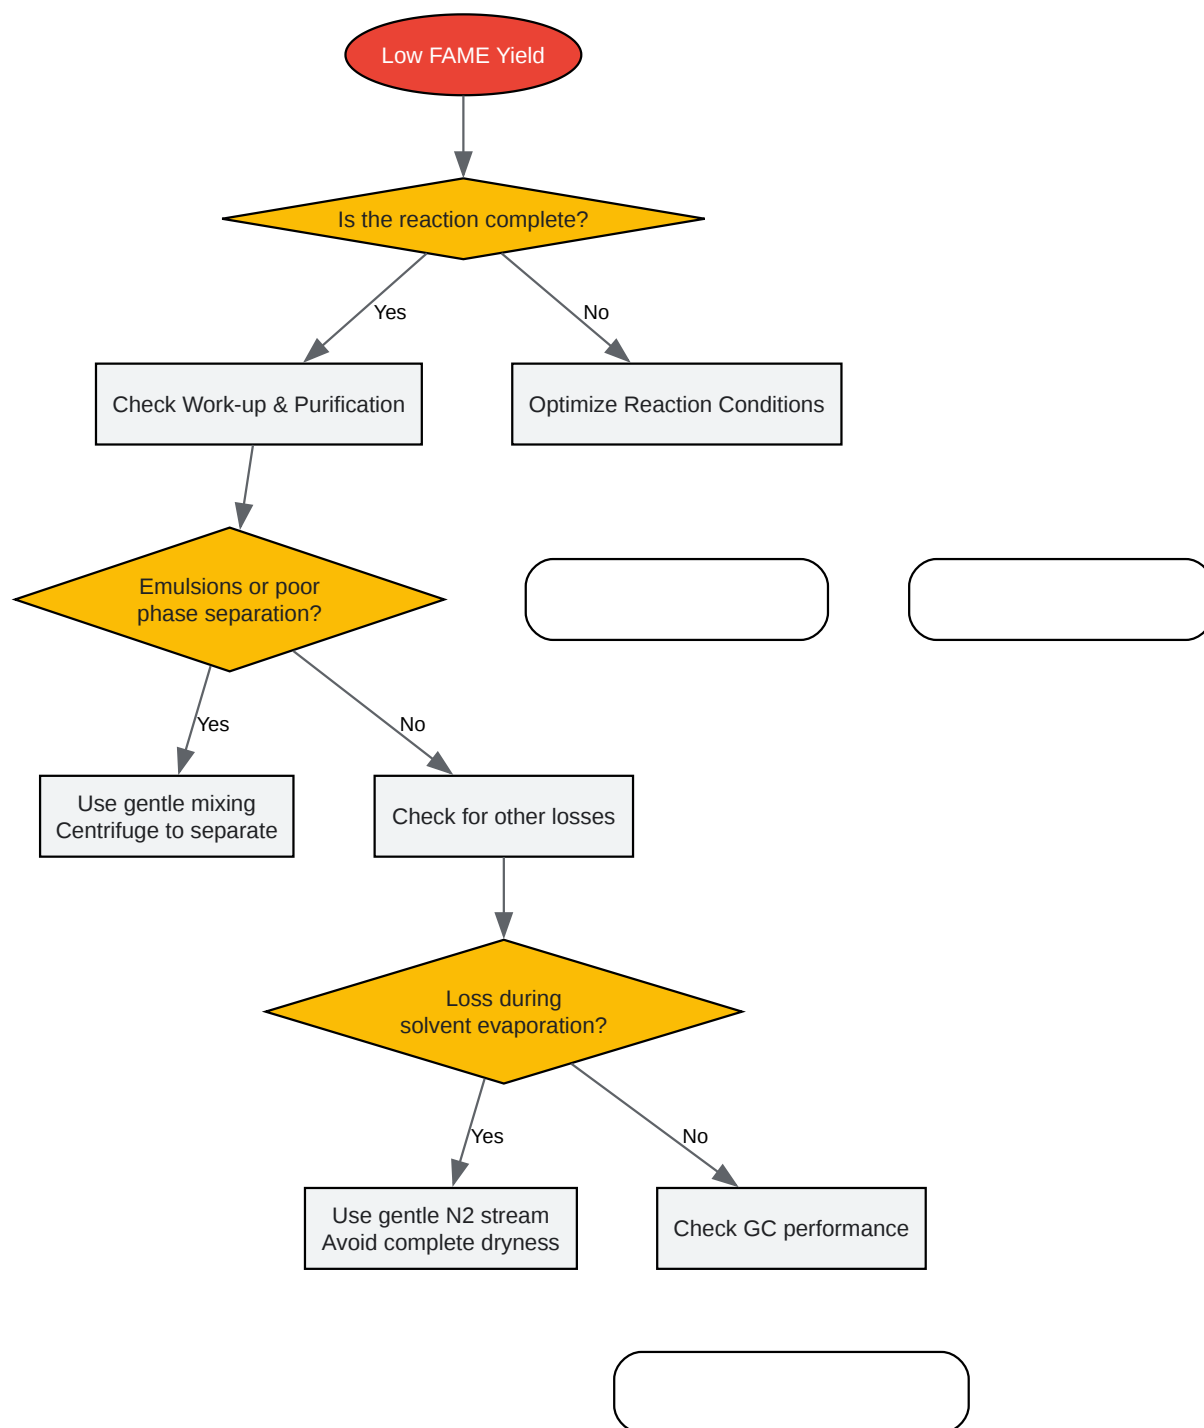 Low FAME Yield
Is the reaction complete?
Yes
No
Check Work-up & Purification
Optimize Reaction Conditions
Emulsions or poor
phase separation?
Yes
No
Use gentle mixing
Centrifuge to separate
Check for other losses
Loss during
solvent evaporation?
Yes
No
Use gentle N2 stream
Avoid complete dryness
Check GC performance